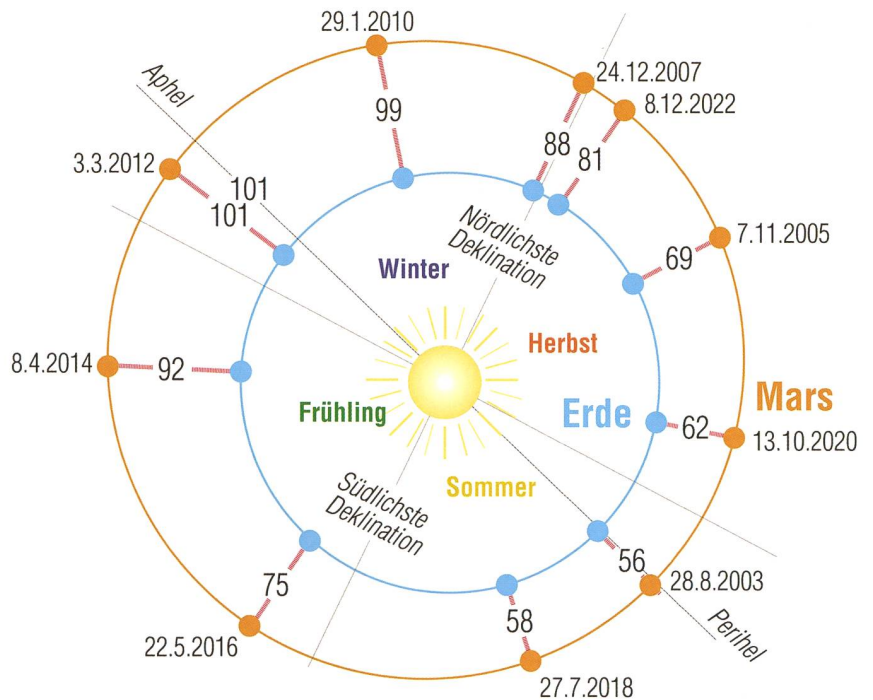 29.1.2010
24.12.2007
Aphel
8.12.2022
99
88
81
3.3.2012
101
101
Nördlichste
Deklination
7.11.2005
69
Winter
Herbst
8.4.2014
92
Frühling
Erde
Mars
62
13.10.2020
Sommer
Südlichste
Deklination
56
28.8.2003
75
58
Perihel
22.5.2016
27.7.2018